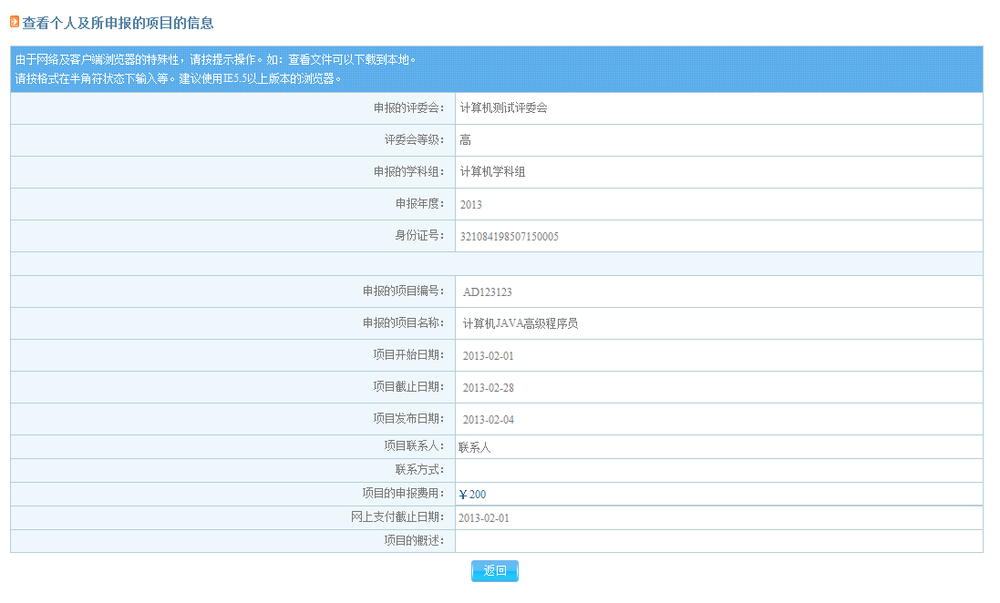 查看个人及所申报的项目的信息
由于网络及客户端浏览器的特殊性，请按提示操作。如：查看文件可以下载到本地。
请按格式在半角符状态下输入等。建议使用IE5.5以上版本的浏览器。
申报的评委会： 计算机测试评委会
评委会等级： 高
申报的学科组： 计算机学科组
申报年度： 2013
身份证号： 321084198507150005
申报的项目编号： AD123123
申报的项目名称： 计算机JAVA高级程序员
项目开始日期： 2013-02-01
项目截止日期： 2013-02-28
项目发布日期： 2013-02-04
项目联系人： 联系人
联系方式：
项目的申报费用： ￥200
网上支付截止日期： 2013-02-01
项目的概述：
返回